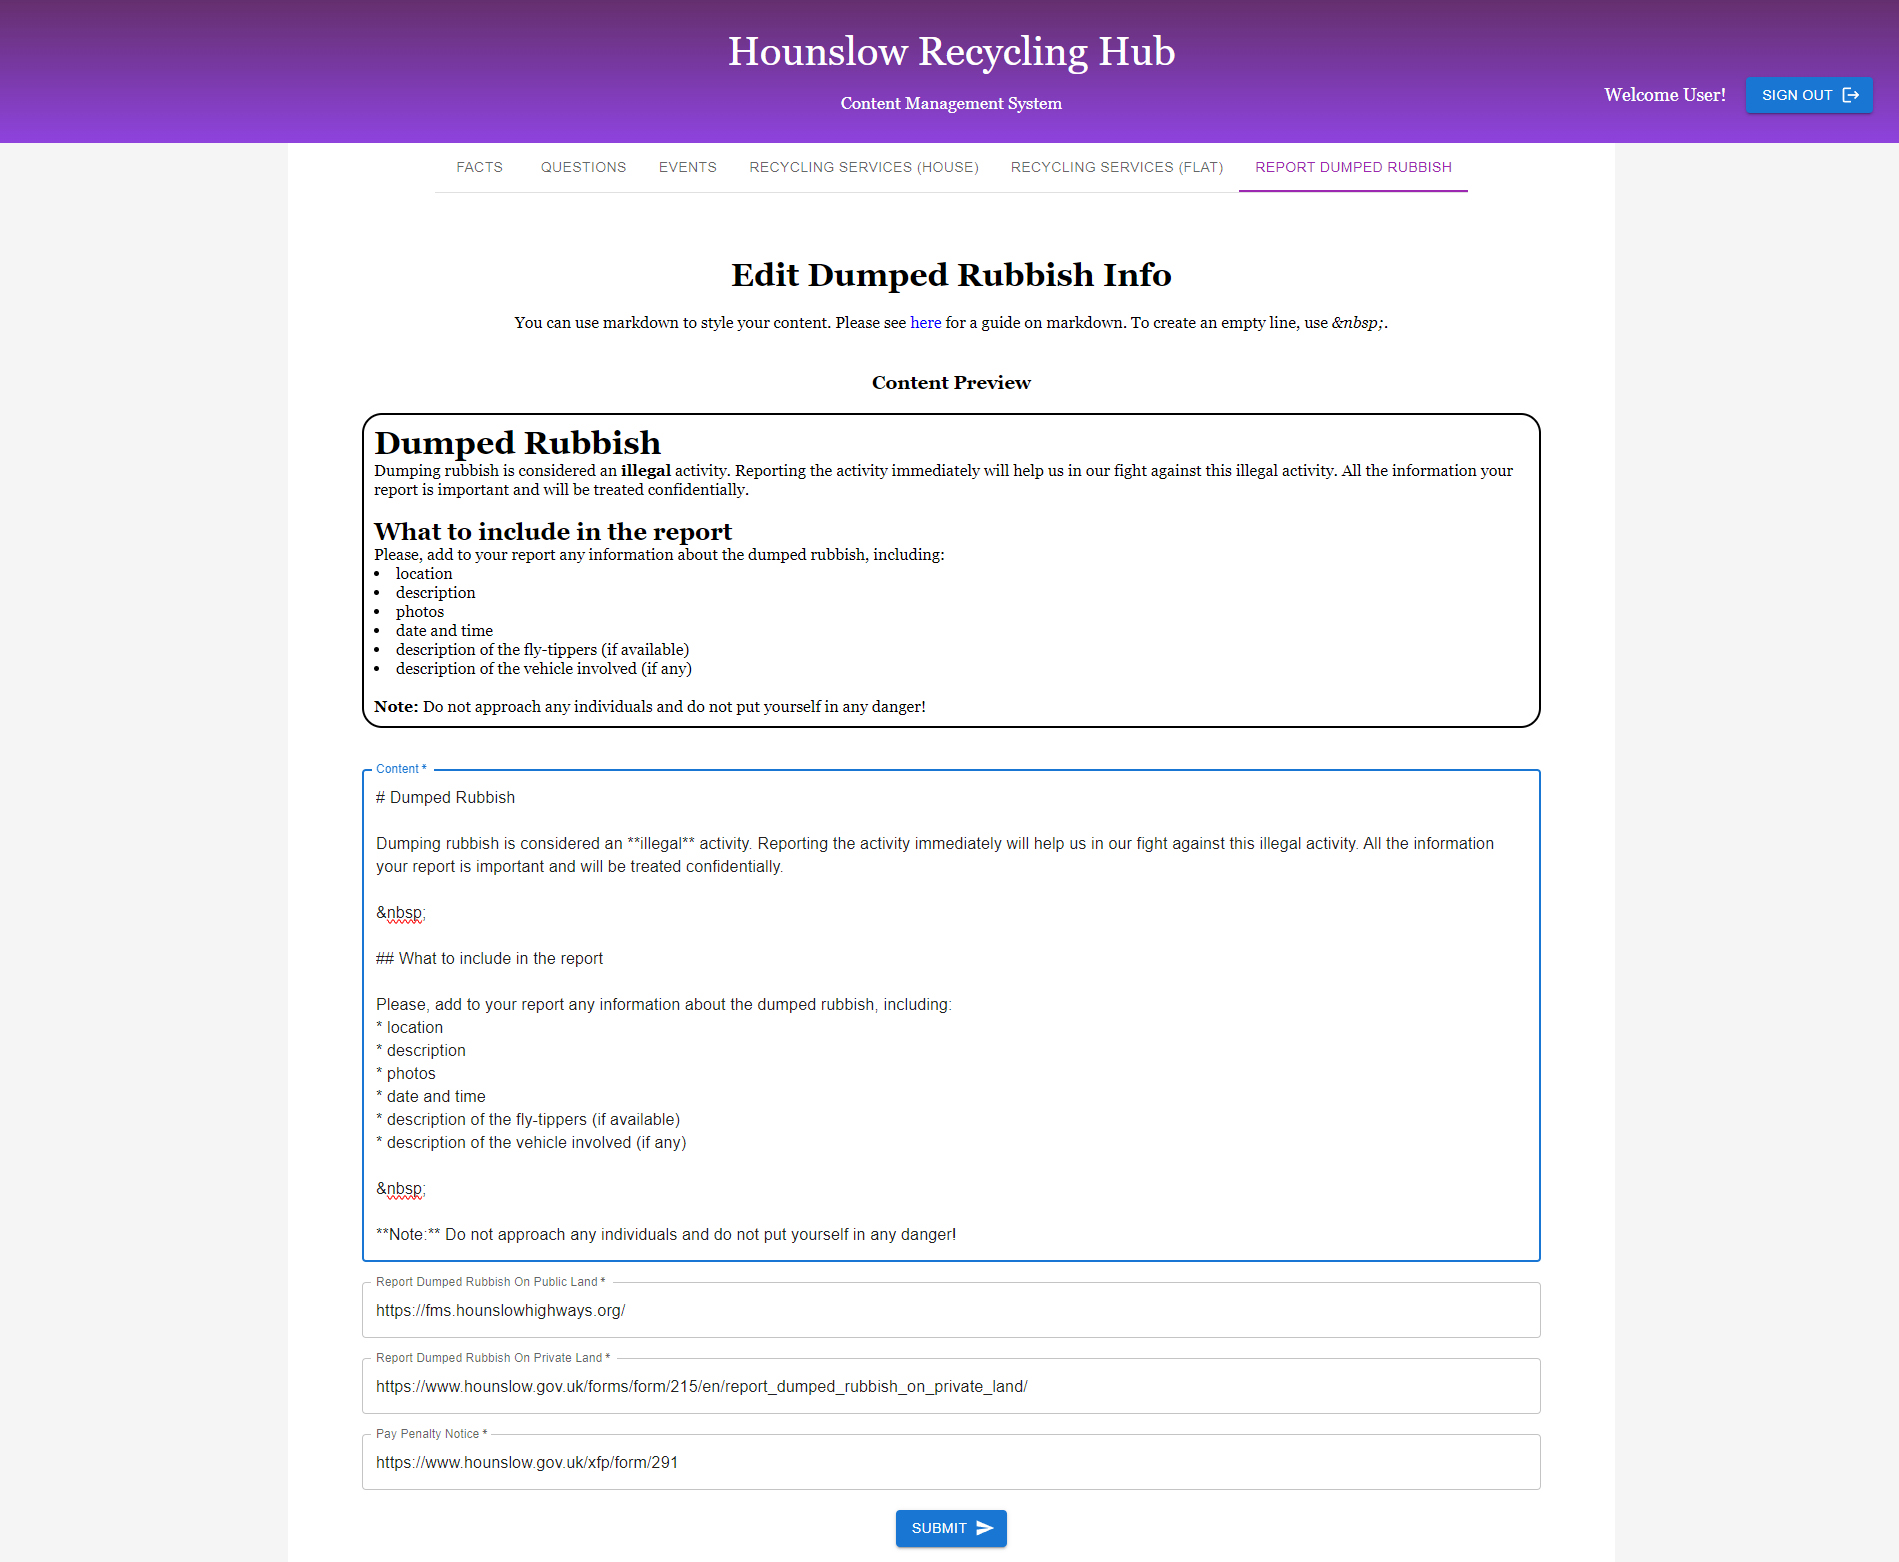 Hounslow Recycling Hub
Content Management System
Welcome User!
SIGN OUT
FACTS
QUESTIONS
EVENTS
RECYCLING SERVICES (HOUSE)
RECYCLING SERVICES (FLAT)
REPORT DUMPED RUBBISH
Edit Dumped Rubbish Info
You can use markdown to style your content. Please see here for a guide on markdown. To create an empty line, use &nbsp;.
Content Preview
Dumped Rubbish
Dumping rubbish is considered an illegal activity. Reporting the activity immediately will help us in our fight against this illegal activity. All the information your
report is important and will be treated confidentially.
What to include in the report
Please, add to your report any information about the dumped rubbish, including:
• location
• description
• photos
• date and time
• description of the fly-tippers (if available)
• description of the vehicle involved (if any)
Note: Do not approach any individuals and do not put yourself in any danger!
Content *
# Dumped Rubbish
Dumping rubbish is considered an **illegal** activity. Reporting the activity immediately will help us in our fight against this illegal activity. All the information
your report is important and will be treated confidentially.
&nbsp;
## What to include in the report
Please, add to your report any information about the dumped rubbish, including:
* location
* description
* photos
* date and time
* description of the fly-tippers (if available)
* description of the vehicle involved (if any)
&nbsp;
**Note:** Do not approach any individuals and do not put yourself in any danger!
Report Dumped Rubbish On Public Land *
https://fms.hounslowhighways.org/
Report Dumped Rubbish On Private Land *
https://www.hounslow.gov.uk/forms/form/215/en/report_dumped_rubbish_on_private_land/
Pay Penalty Notice *
https://www.hounslow.gov.uk/xfp/form/291
SUBMIT